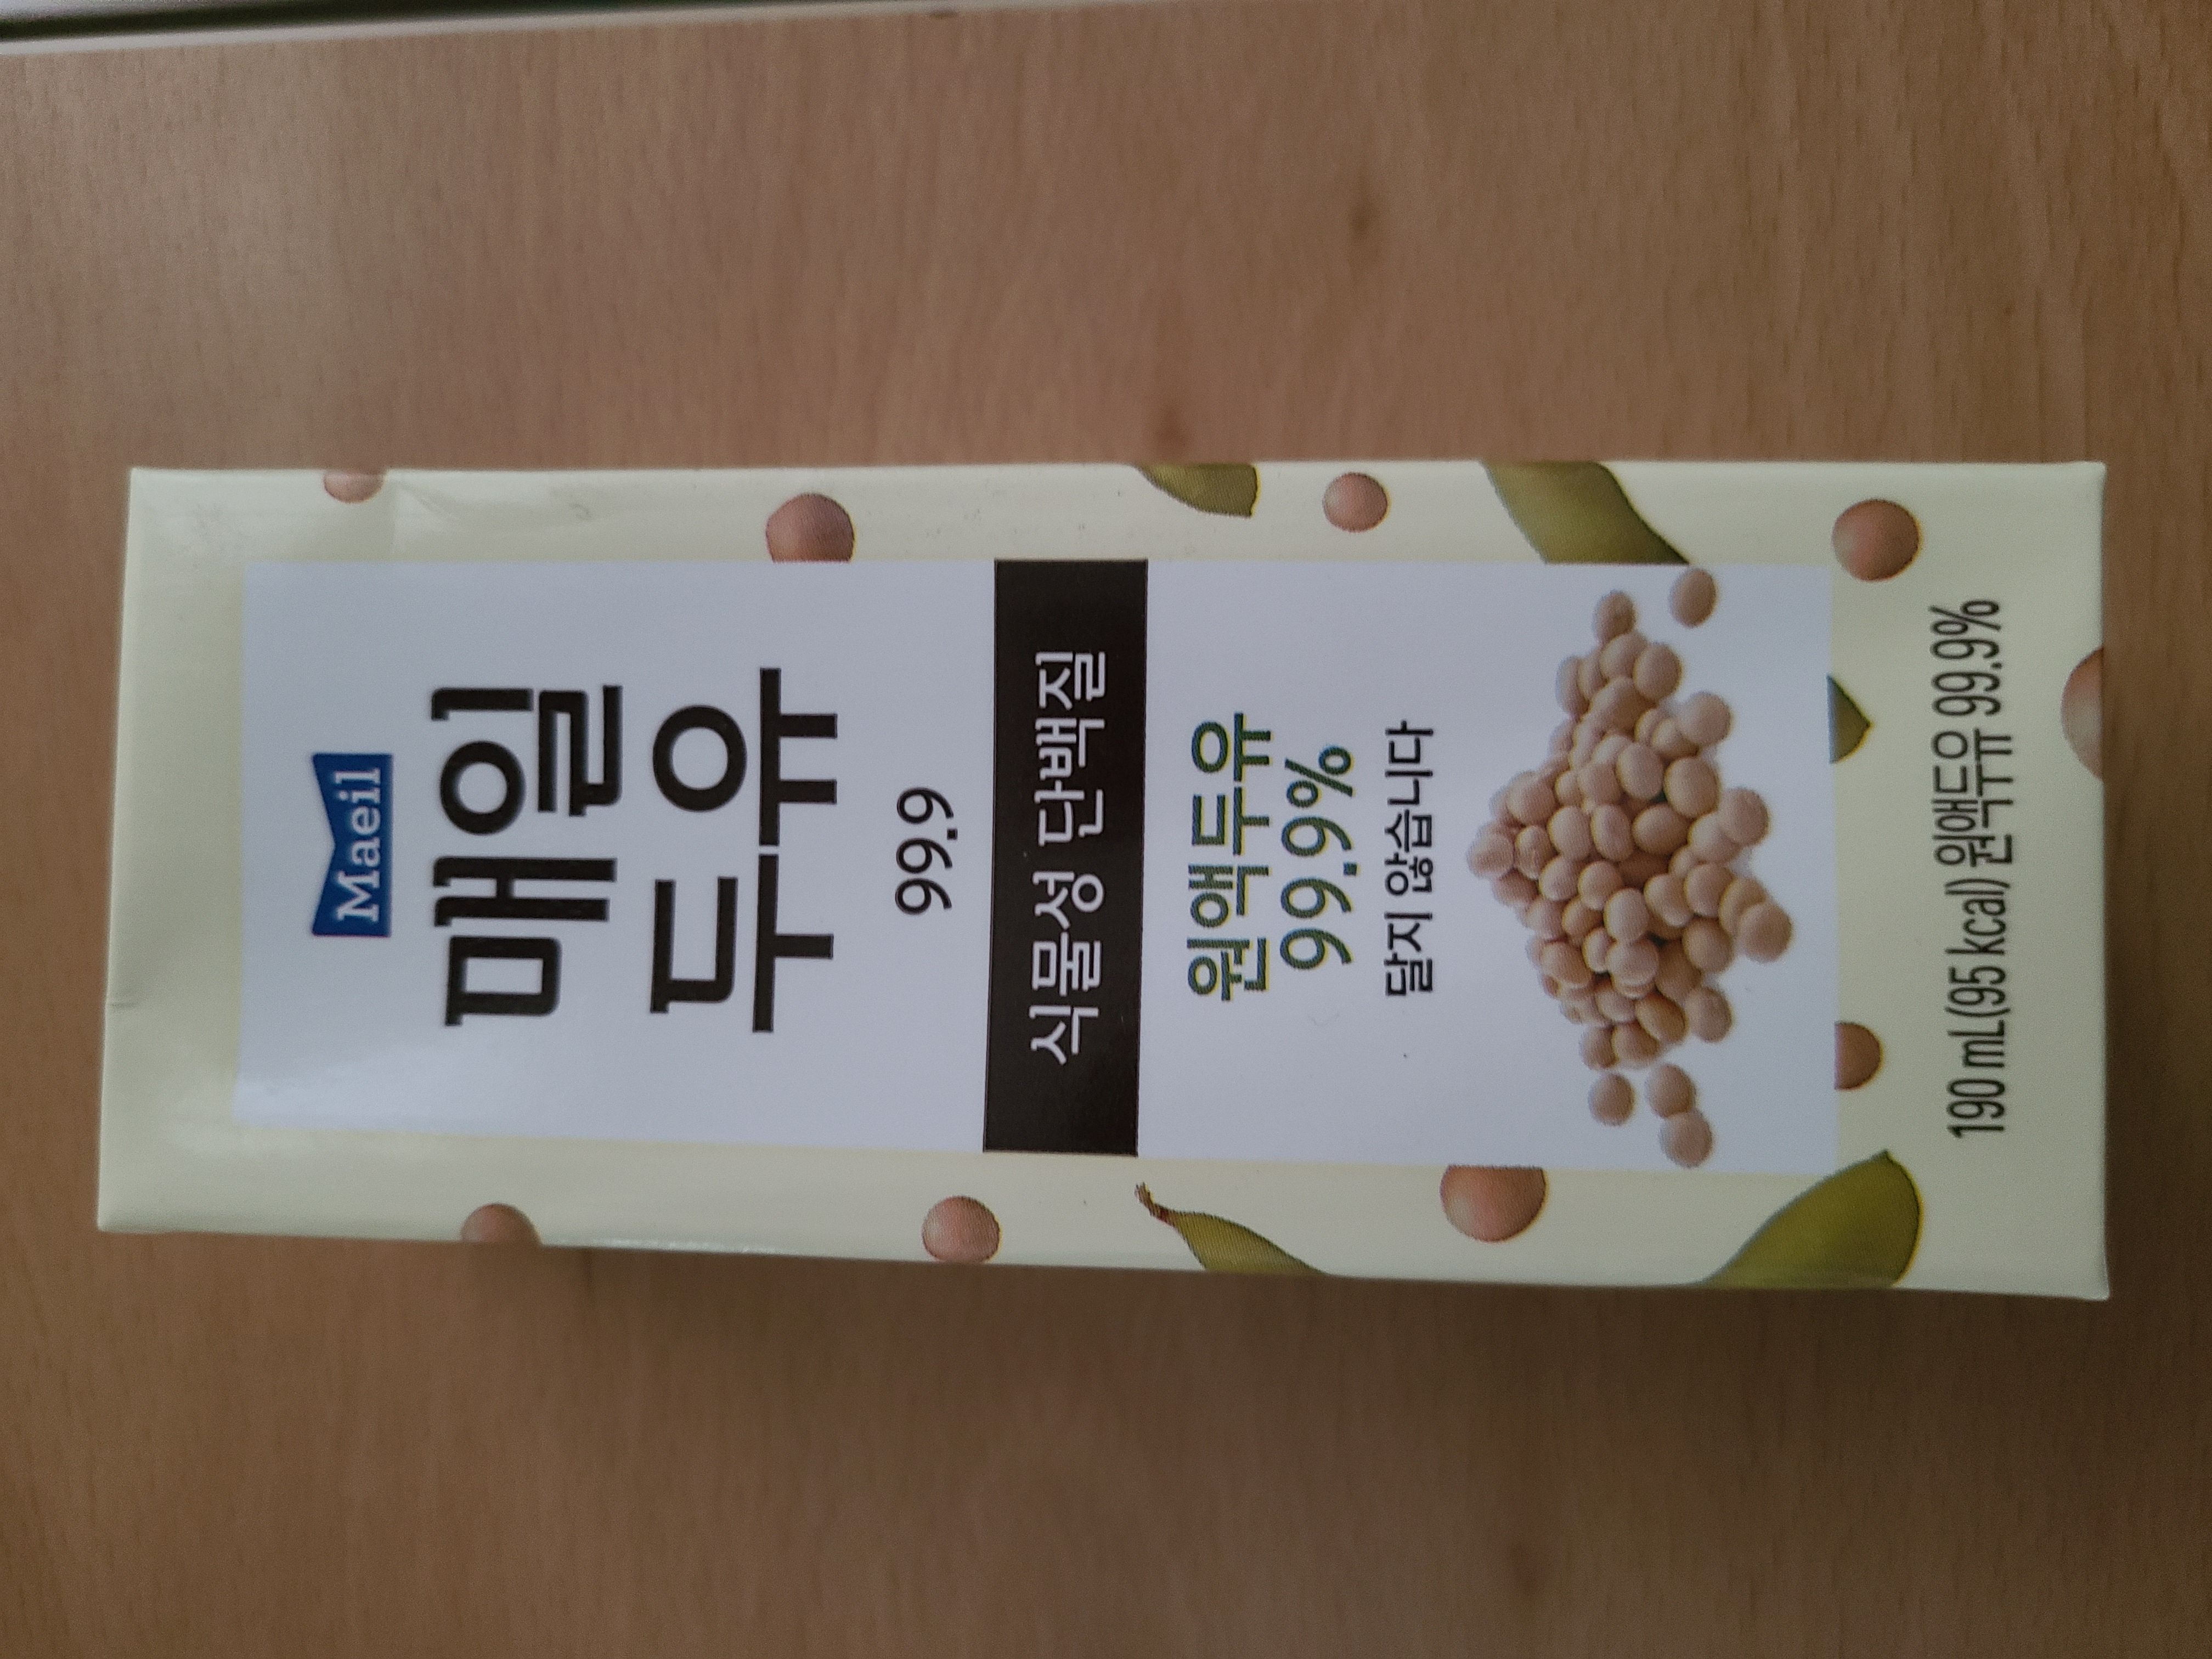 Maeil
매일
두유
99.9
식물성 단백질
원액두유
99.9%
달지 않습니다
190 mL(95 kcal) 원액두유 99.9%